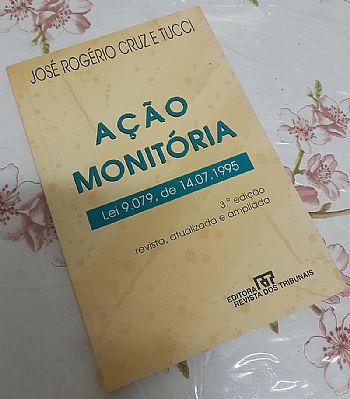 JOSÉ ROGÉRIO CRUZ E TUCCI
AÇÃO
MONITÓRIA
Lei 9.079, de 14.07.1995
3.ª edição
revista, atualizada e ampliada
EDITORA RT
REVISTA DOS TRIBUNAIS